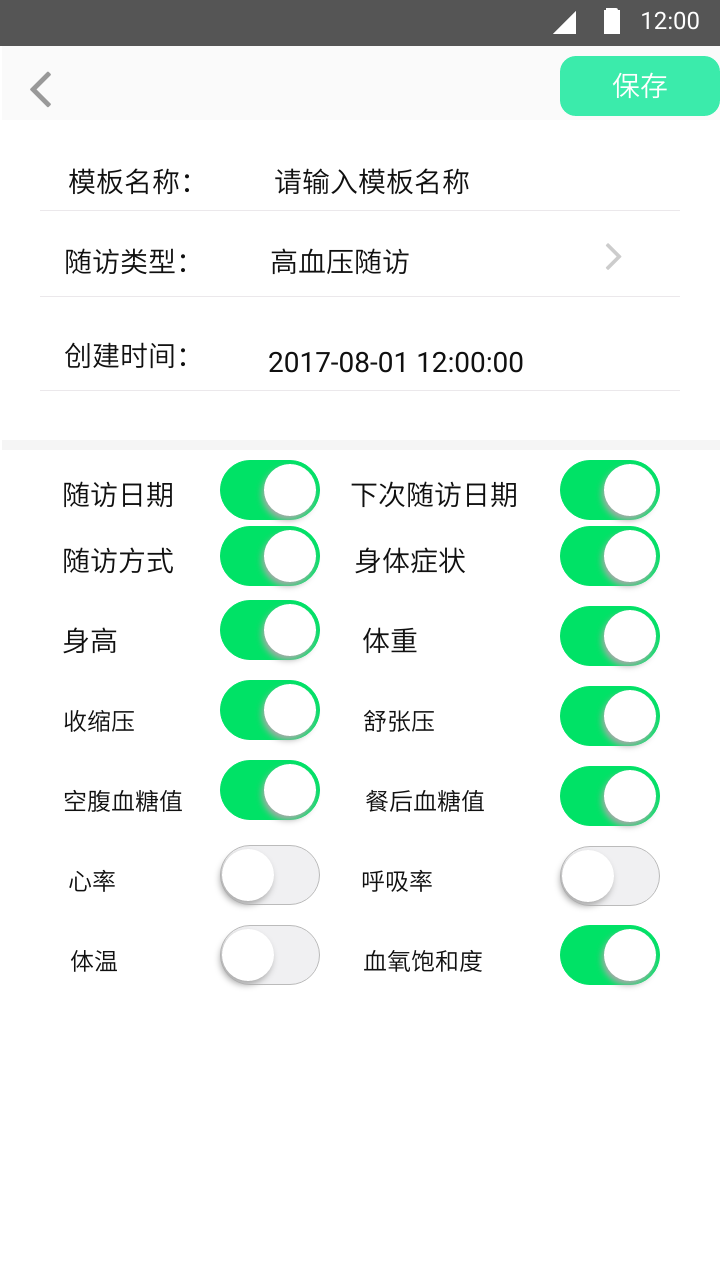 12:00
保存
模板名称： 请输入模板名称
随访类型： 高血压随访
创建时间： 2017-08-01 12:00:00
随访日期 下次随访日期
随访方式 身体症状
身高 体重
收缩压 舒张压
空腹血糖值 餐后血糖值
心率 呼吸率
体温 血氧饱和度